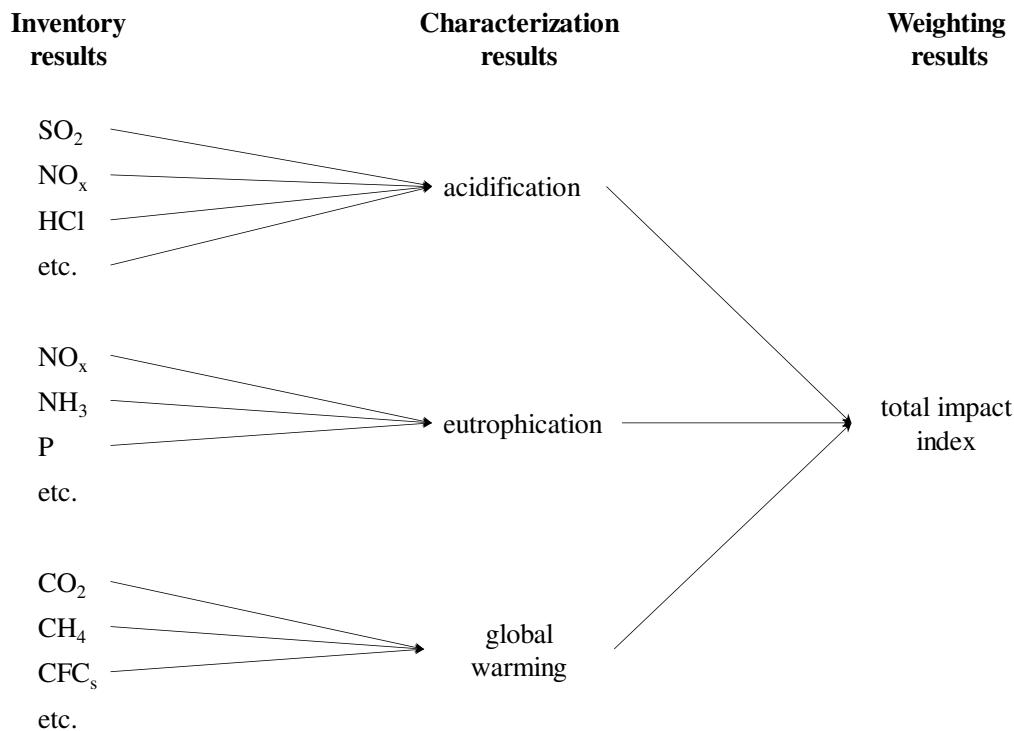 Inventory
results
Characterization
results
Weighting
results
SO₂
NOₓ
HCl
etc.
acidification
NOₓ
NH₃
P
etc.
eutrophication
total impact
index
CO₂
CH₄
CFCₛ
etc.
global
warming